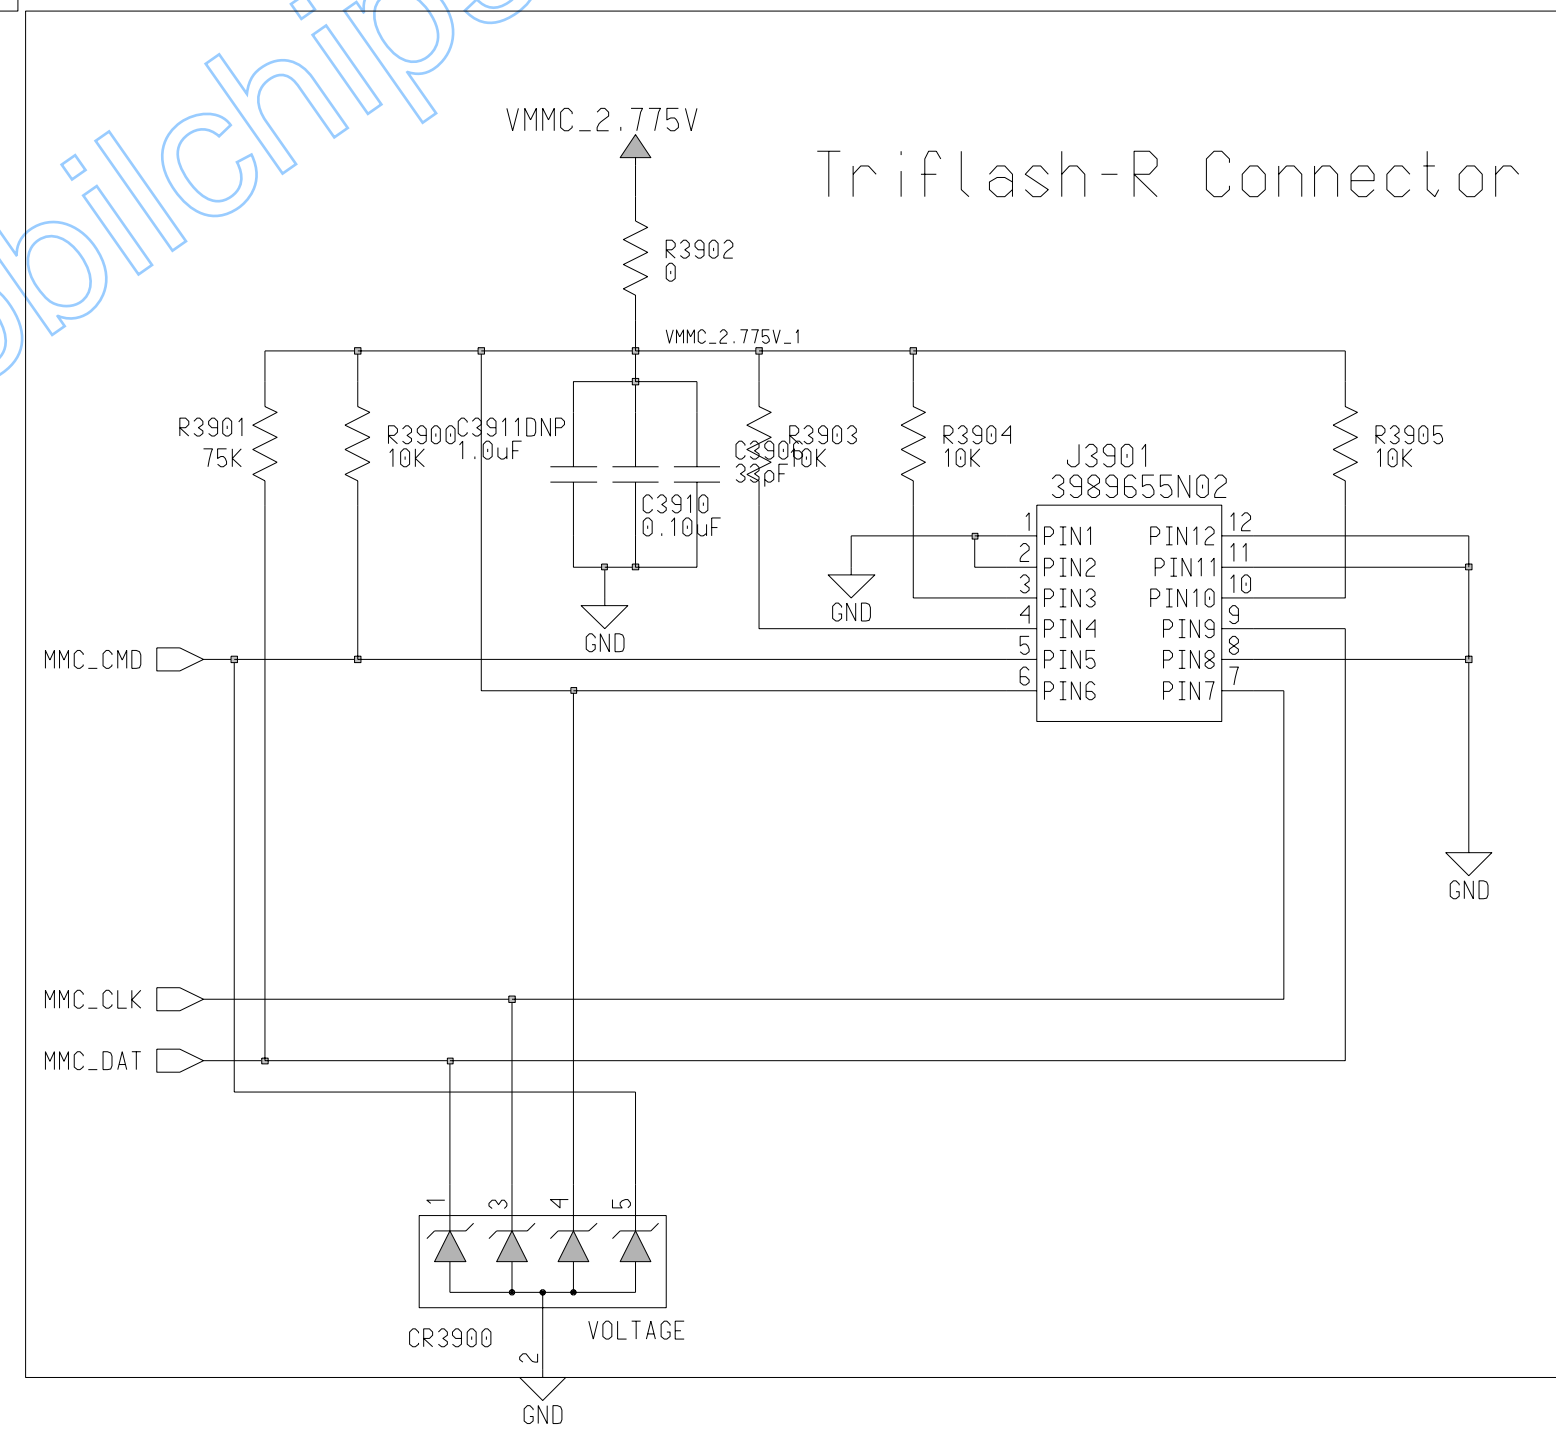 obilchips
VMMC_2.775V
Triflash-R Connector
R3902
0
VMMC_2.775V_1
R3901
75K
R3900
10K
C3911DNP
1.0uF
C3910
0.10uF
C3906
33pF
R3903
10K
R3904
10K
J3901
3989655N02
R3905
10K
1 PIN1 PIN12 12
2 PIN2 PIN11 11
3 PIN3 PIN10 10
4 PIN4 PIN9 9
5 PIN5 PIN8 8
6 PIN6 PIN7 7
GND
GND
MMC_CMD
GND
MMC_CLK
MMC_DAT
1 3 4 5
CR3900
VOLTAGE
2
GND